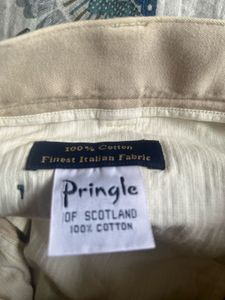 100% Cotton
Finest Italian Fabric
Pringle
OF SCOTLAND
100% COTTON